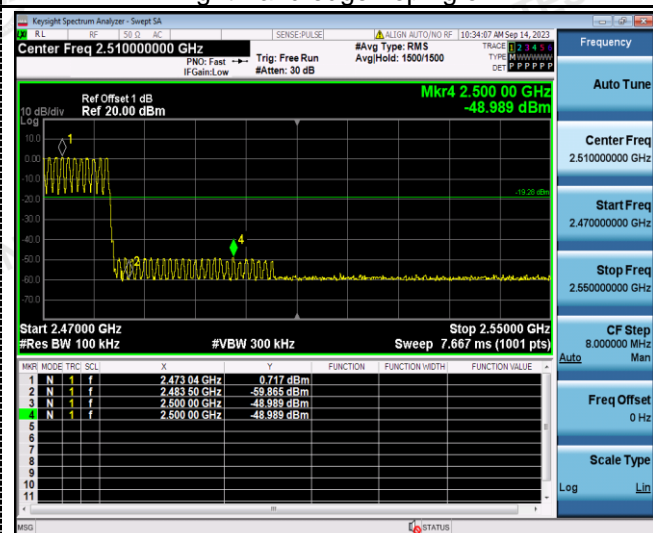 Keysight Spectrum Analyzer - Swept SA
RL RF 50 Ω AC SENSE:PULSE ALIGN AUTO/NO RF 10:34:07 AM Sep 14, 2023
Center Freq 2.510000000 GHz
PNO: Fast
IFGain:Low
Trig: Free Run
#Atten: 30 dB
#Avg Type: RMS
Avg|Hold: 1500/1500
TRACE 1 2 3 4 5 6
TYPE MWWWWW
DET P P P P P P
Ref Offset 1 dB
10 dB/div Ref 20.00 dBm
Log
Mkr4 2.500 00 GHz
-48.989 dBm
10.0
0.00
-10.0
-20.0
-30.0
-40.0
-50.0
-60.0
-70.0
1
2
4
-19.28 dBm
Start 2.47000 GHz Stop 2.55000 GHz
#Res BW 100 kHz #VBW 300 kHz Sweep 7.667 ms (1001 pts)
MKR MODE TRC SCL X Y FUNCTION FUNCTION WIDTH FUNCTION VALUE
1 N 1 f 2.473 04 GHz 0.717 dBm
2 N 1 f 2.483 50 GHz -59.865 dBm
3 N 1 f 2.500 00 GHz -48.989 dBm
4 N 1 f 2.500 00 GHz -48.989 dBm
5
6
7
8
9
10
11
MSG STATUS
Frequency
Auto Tune
Center Freq
2.510000000 GHz
Start Freq
2.470000000 GHz
Stop Freq
2.550000000 GHz
CF Step
8.000000 MHz
Auto Man
Freq Offset
0 Hz
Scale Type
Log Lin